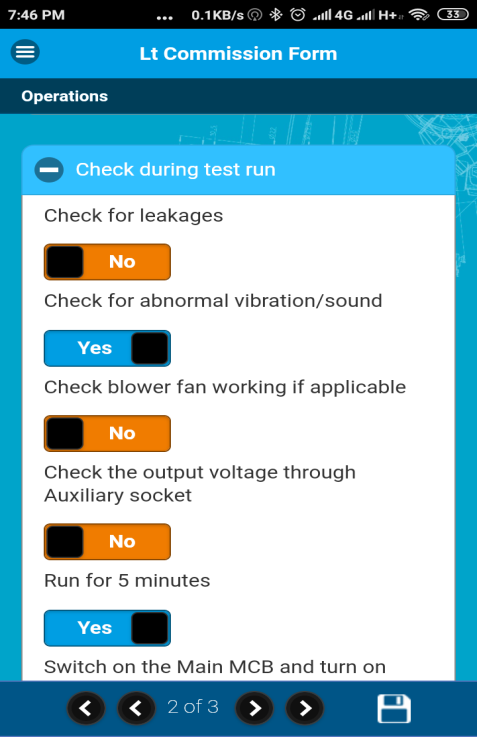 7:46 PM ... 0.1KB/s 4G H+ 33
Lt Commission Form
Operations
Check during test run
Check for leakages
No
Check for abnormal vibration/sound
Yes
Check blower fan working if applicable
No
Check the output voltage through
Auxiliary socket
No
Run for 5 minutes
Yes
Switch on the Main MCB and turn on
2 of 3